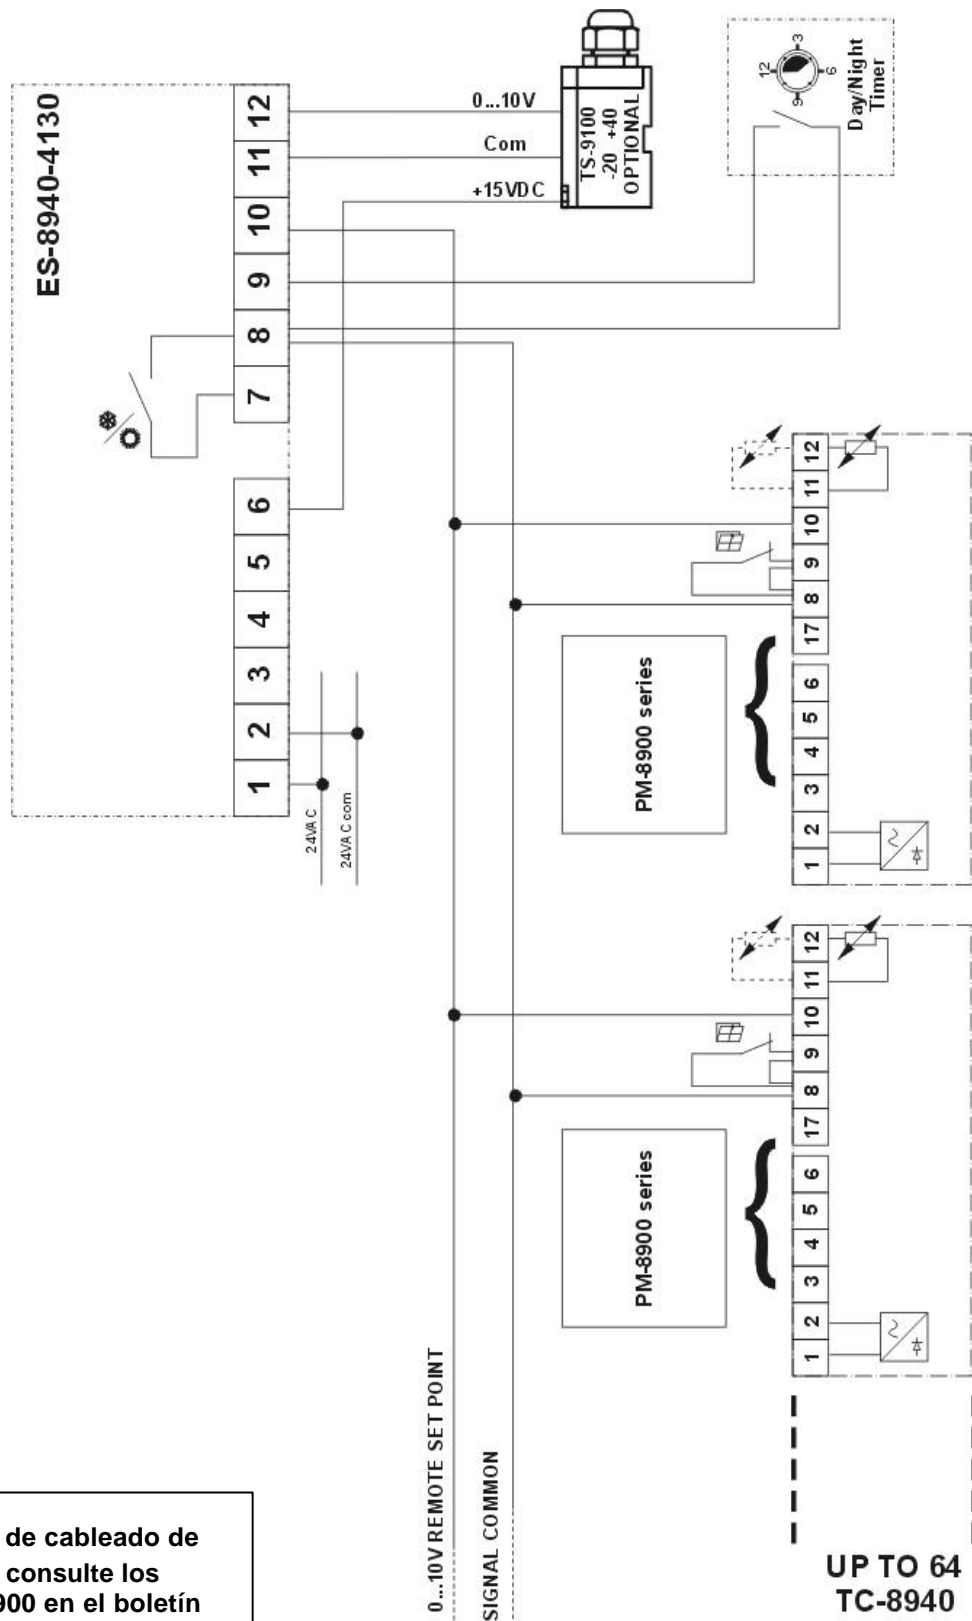 ES-8940-4130
12
11
10
9
8
7
6
5
4
3
2
1
0...10V
Com
+15VDC
TS-9100
-20 +40
OPTIONAL
12
3
6
9
Day/Night
Timer
24VAC
24VAC com
12
11
10
9
8
17
6
5
4
3
2
1
PM-8900 series
12
11
10
9
8
17
6
5
4
3
2
1
PM-8900 series
0...10V REMOTE SET POINT
SIGNAL COMMON
UP TO 64
TC-8940
de cableado de
consulte los
900 en el boletín